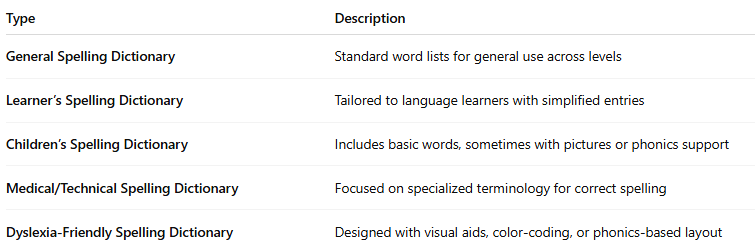 Type Description
General Spelling Dictionary Standard word lists for general use across levels
Learner’s Spelling Dictionary Tailored to language learners with simplified entries
Children’s Spelling Dictionary Includes basic words, sometimes with pictures or phonics support
Medical/Technical Spelling Dictionary Focused on specialized terminology for correct spelling
Dyslexia-Friendly Spelling Dictionary Designed with visual aids, color-coding, or phonics-based layout